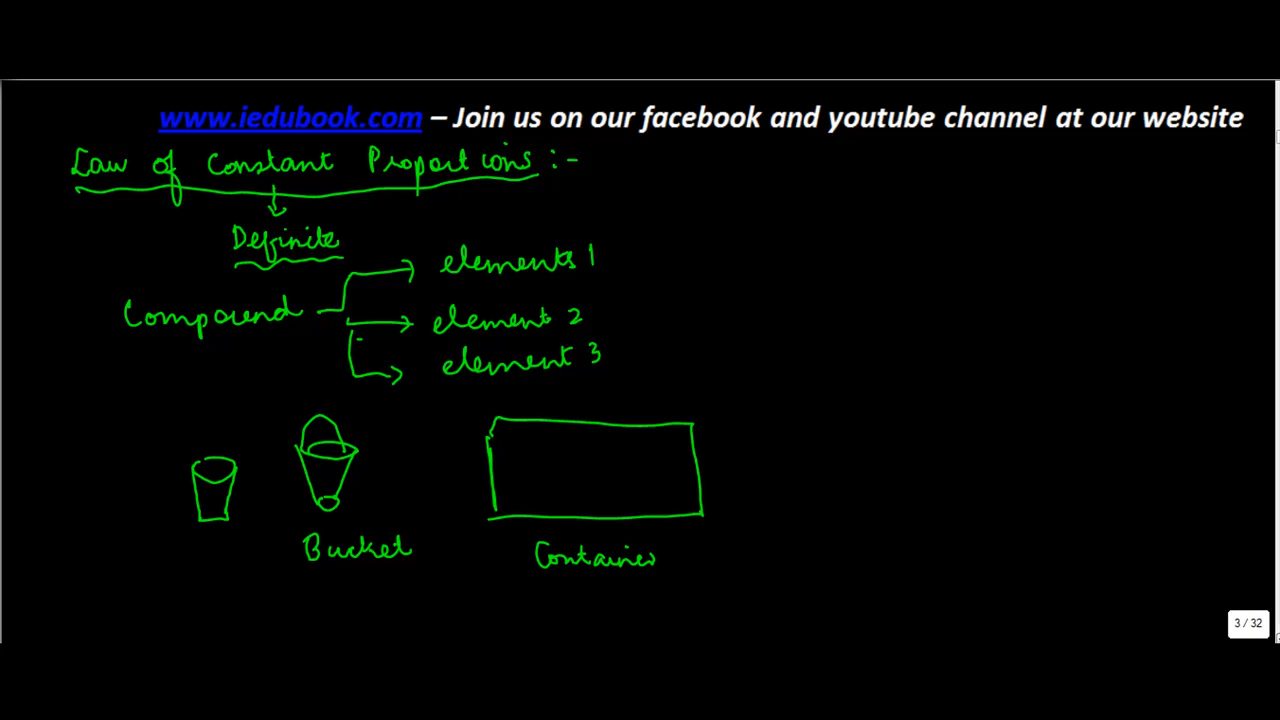 www.iedubook.com – Join us on our facebook and youtube channel at our website
Law of Constant Proportions :-
Definite
elements 1
Compound
element 2
element 3
Bucket
Container
3 / 32